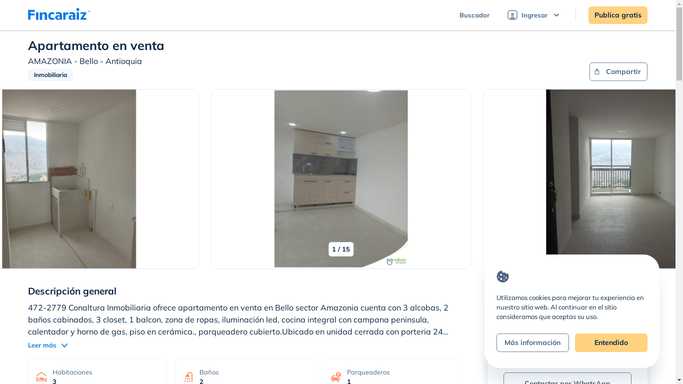 Fincaraiz
Buscador
Ingresar
Publica gratis
Apartamento en venta
AMAZONIA - Bello - Antioquia
Inmobiliaria
Compartir
1 / 15
Descripción general
472-2779 Conaltura Inmobiliaria ofrece apartamento en venta en Bello sector Amazonia cuenta con 3 alcobas, 2
baños cabinados, 3 closet, 1 balcon, zona de ropas, iluminación led, cocina integral con campana peninsula,
calentador y horno de gas, piso en cerámica., parqueadero cubierto.Ubicado en unidad cerrada con porteria 24...
Leer más
Habitaciones
3
Baños
2
Parqueaderos
1
Utilizamos cookies para mejorar tu experiencia en
nuestro sitio web. Al continuar en el sitio
consideramos que aceptas su uso.
Más información
Entendido
Contactar por WhatsApp